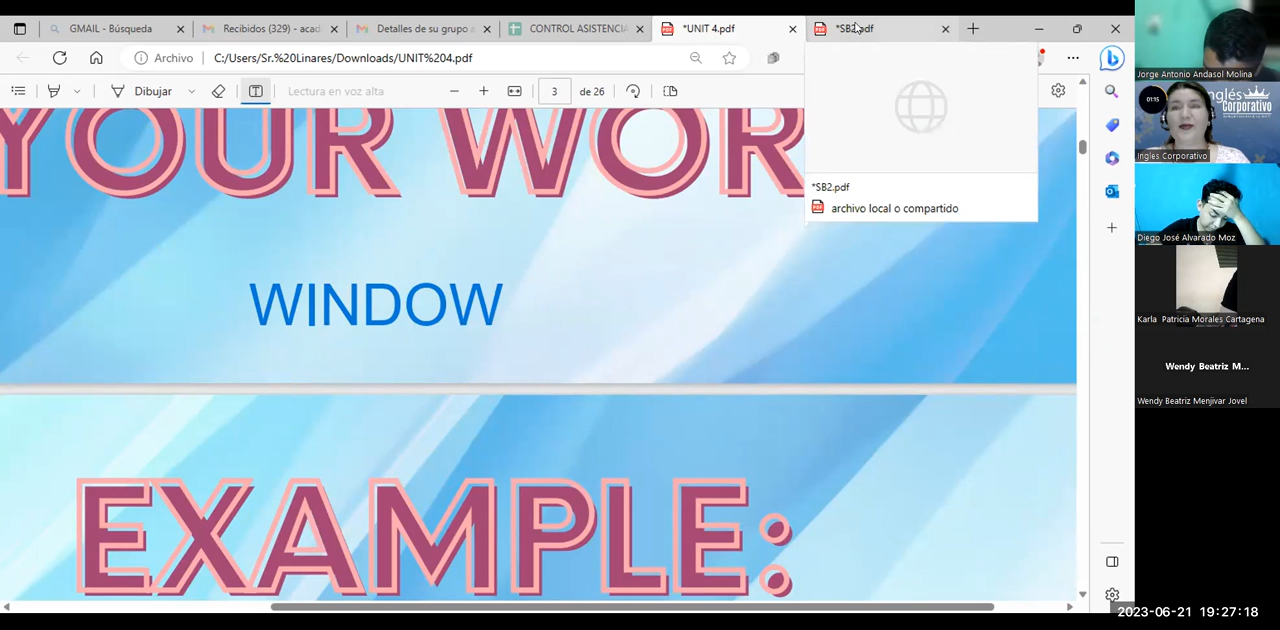 GMAIL - Búsqueda
Recibidos (329) - acad
Detalles de su grupo a
CONTROL ASISTENCIA
*UNIT 4.pdf
*SB2.pdf
Archivo
C:/Users/Sr.%20Linares/Downloads/UNIT%204.pdf
Dibujar
Lectura en voz alta
3
de 26
*SB2.pdf
archivo local o compartido
YOUR WOR
WINDOW
EXAMPLE:
Jorge Antonio Andasol Molina
01:15
Inglés
Corporativo
Ingles Corporativo
Diego José Alvarado Moz
Karla Patricia Morales Cartagena
Wendy Beatriz M...
Wendy Beatriz Menjivar Jovel
2023-06-21 19:27:18